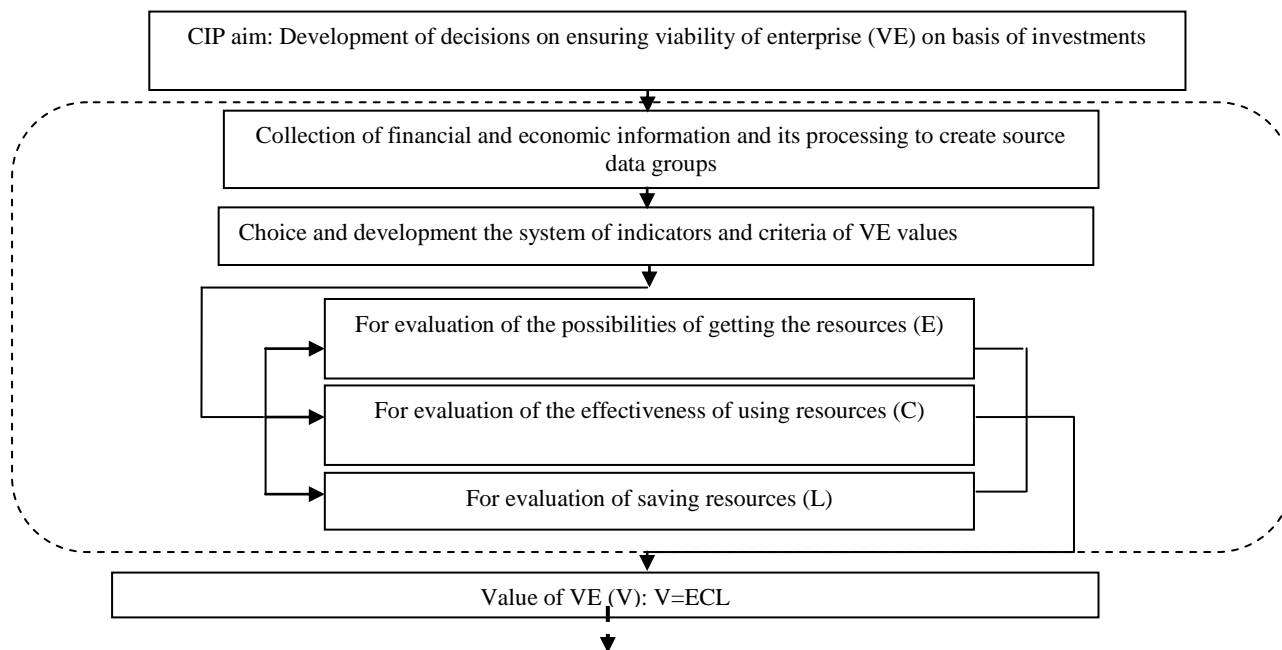 CIP aim: Development of decisions on ensuring viability of enterprise (VE) on basis of investments
Collection of financial and economic information and its processing to create source
data groups
Choice and development the system of indicators and criteria of VE values
For evaluation of the possibilities of getting the resources (E)
For evaluation of the effectiveness of using resources (C)
For evaluation of saving resources (L)
Value of VE (V): V=ECL